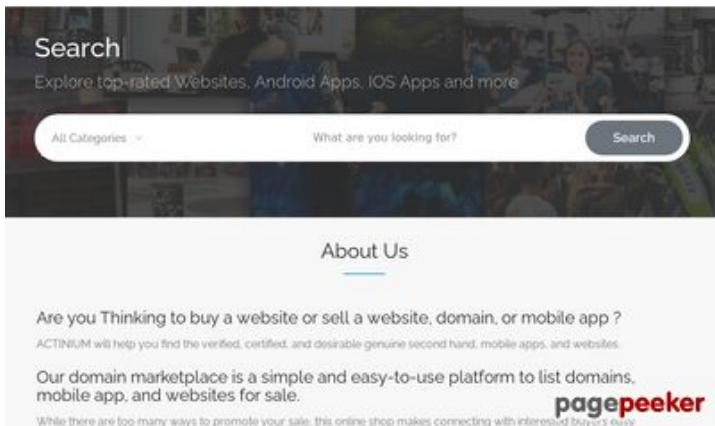 Search
Explore top-rated Websites, Android Apps, IOS Apps and more
All Categories
What are you looking for?
Search
About Us
Are you Thinking to buy a website or sell a website, domain, or mobile app ?
ACTINIUM will help you find the verified, certified, and desirable genuine second hand, mobile apps, and websites.
Our domain marketplace is a simple and easy-to-use platform to list domains,
mobile app, and websites for sale.
While there are too many ways to promote your sale, this online shop makes connecting with interested buyers easy
pagepeeker